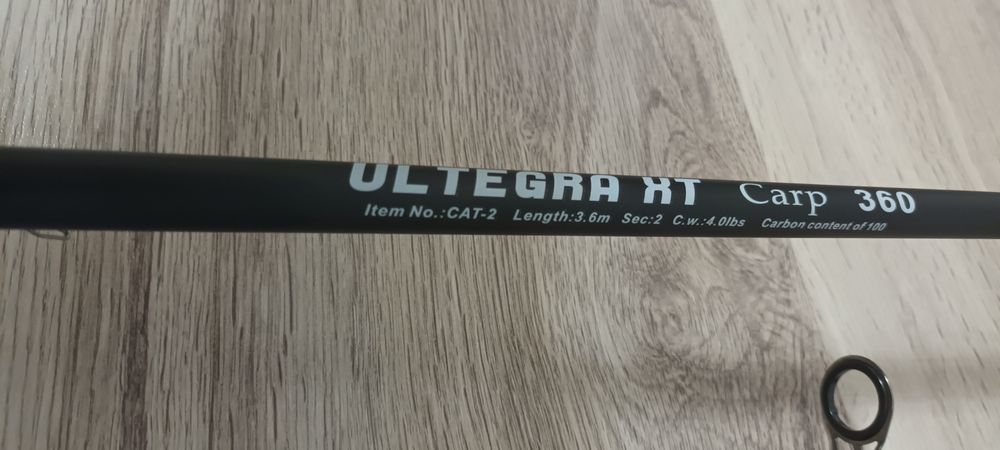 ULTEGRA XT Carp 360
Item No.:CAT-2 Length:3.6m Sec:2 C.w.:4.0lbs Carbon content of 100